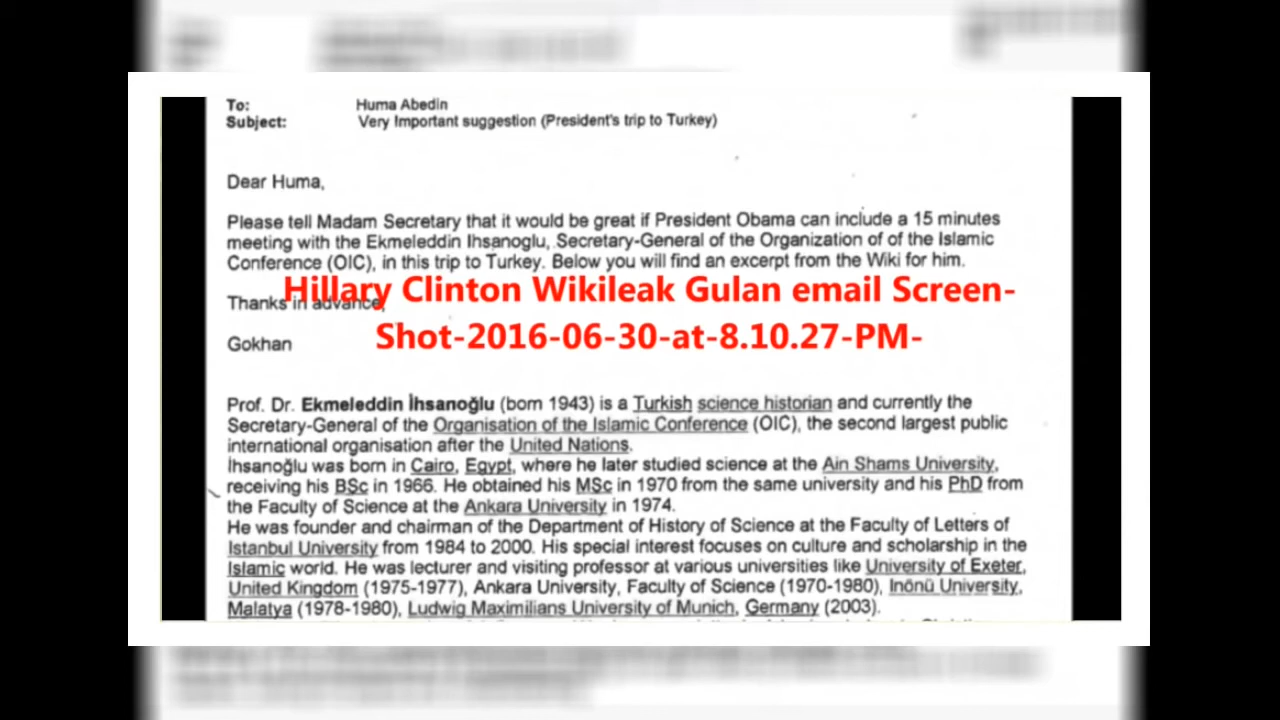 To: Huma Abedin
Subject: Very Important suggestion (President's trip to Turkey)
Dear Huma,
Please tell Madam Secretary that it would be great if President Obama can include a 15 minutes
meeting with the Ekmeleddin Ihsanoglu, Secretary-General of the Organization of of the Islamic
Conference (OIC), in this trip to Turkey. Below you will find an excerpt from the Wiki for him.
Hillary Clinton Wikileak Gulan email Screen-
Thanks in advance,
Shot-2016-06-30-at-8.10.27-PM-
Gokhan
Prof. Dr. Ekmeleddin İhsanoğlu (born 1943) is a Turkish science historian and currently the
Secretary-General of the Organisation of the Islamic Conference (OIC), the second largest public
international organisation after the United Nations.
İhsanoğlu was born in Cairo, Egypt, where he later studied science at the Ain Shams University,
receiving his BSc in 1966. He obtained his MSc in 1970 from the same university and his PhD from
the Faculty of Science at the Ankara University in 1974.
He was founder and chairman of the Department of History of Science at the Faculty of Letters of
Istanbul University from 1984 to 2000. His special interest focuses on culture and scholarship in the
Islamic world. He was lecturer and visiting professor at various universities like University of Exeter,
United Kingdom (1975-1977), Ankara University, Faculty of Science (1970-1980), Inönü University,
Malatya (1978-1980), Ludwig Maximilians University of Munich, Germany (2003).